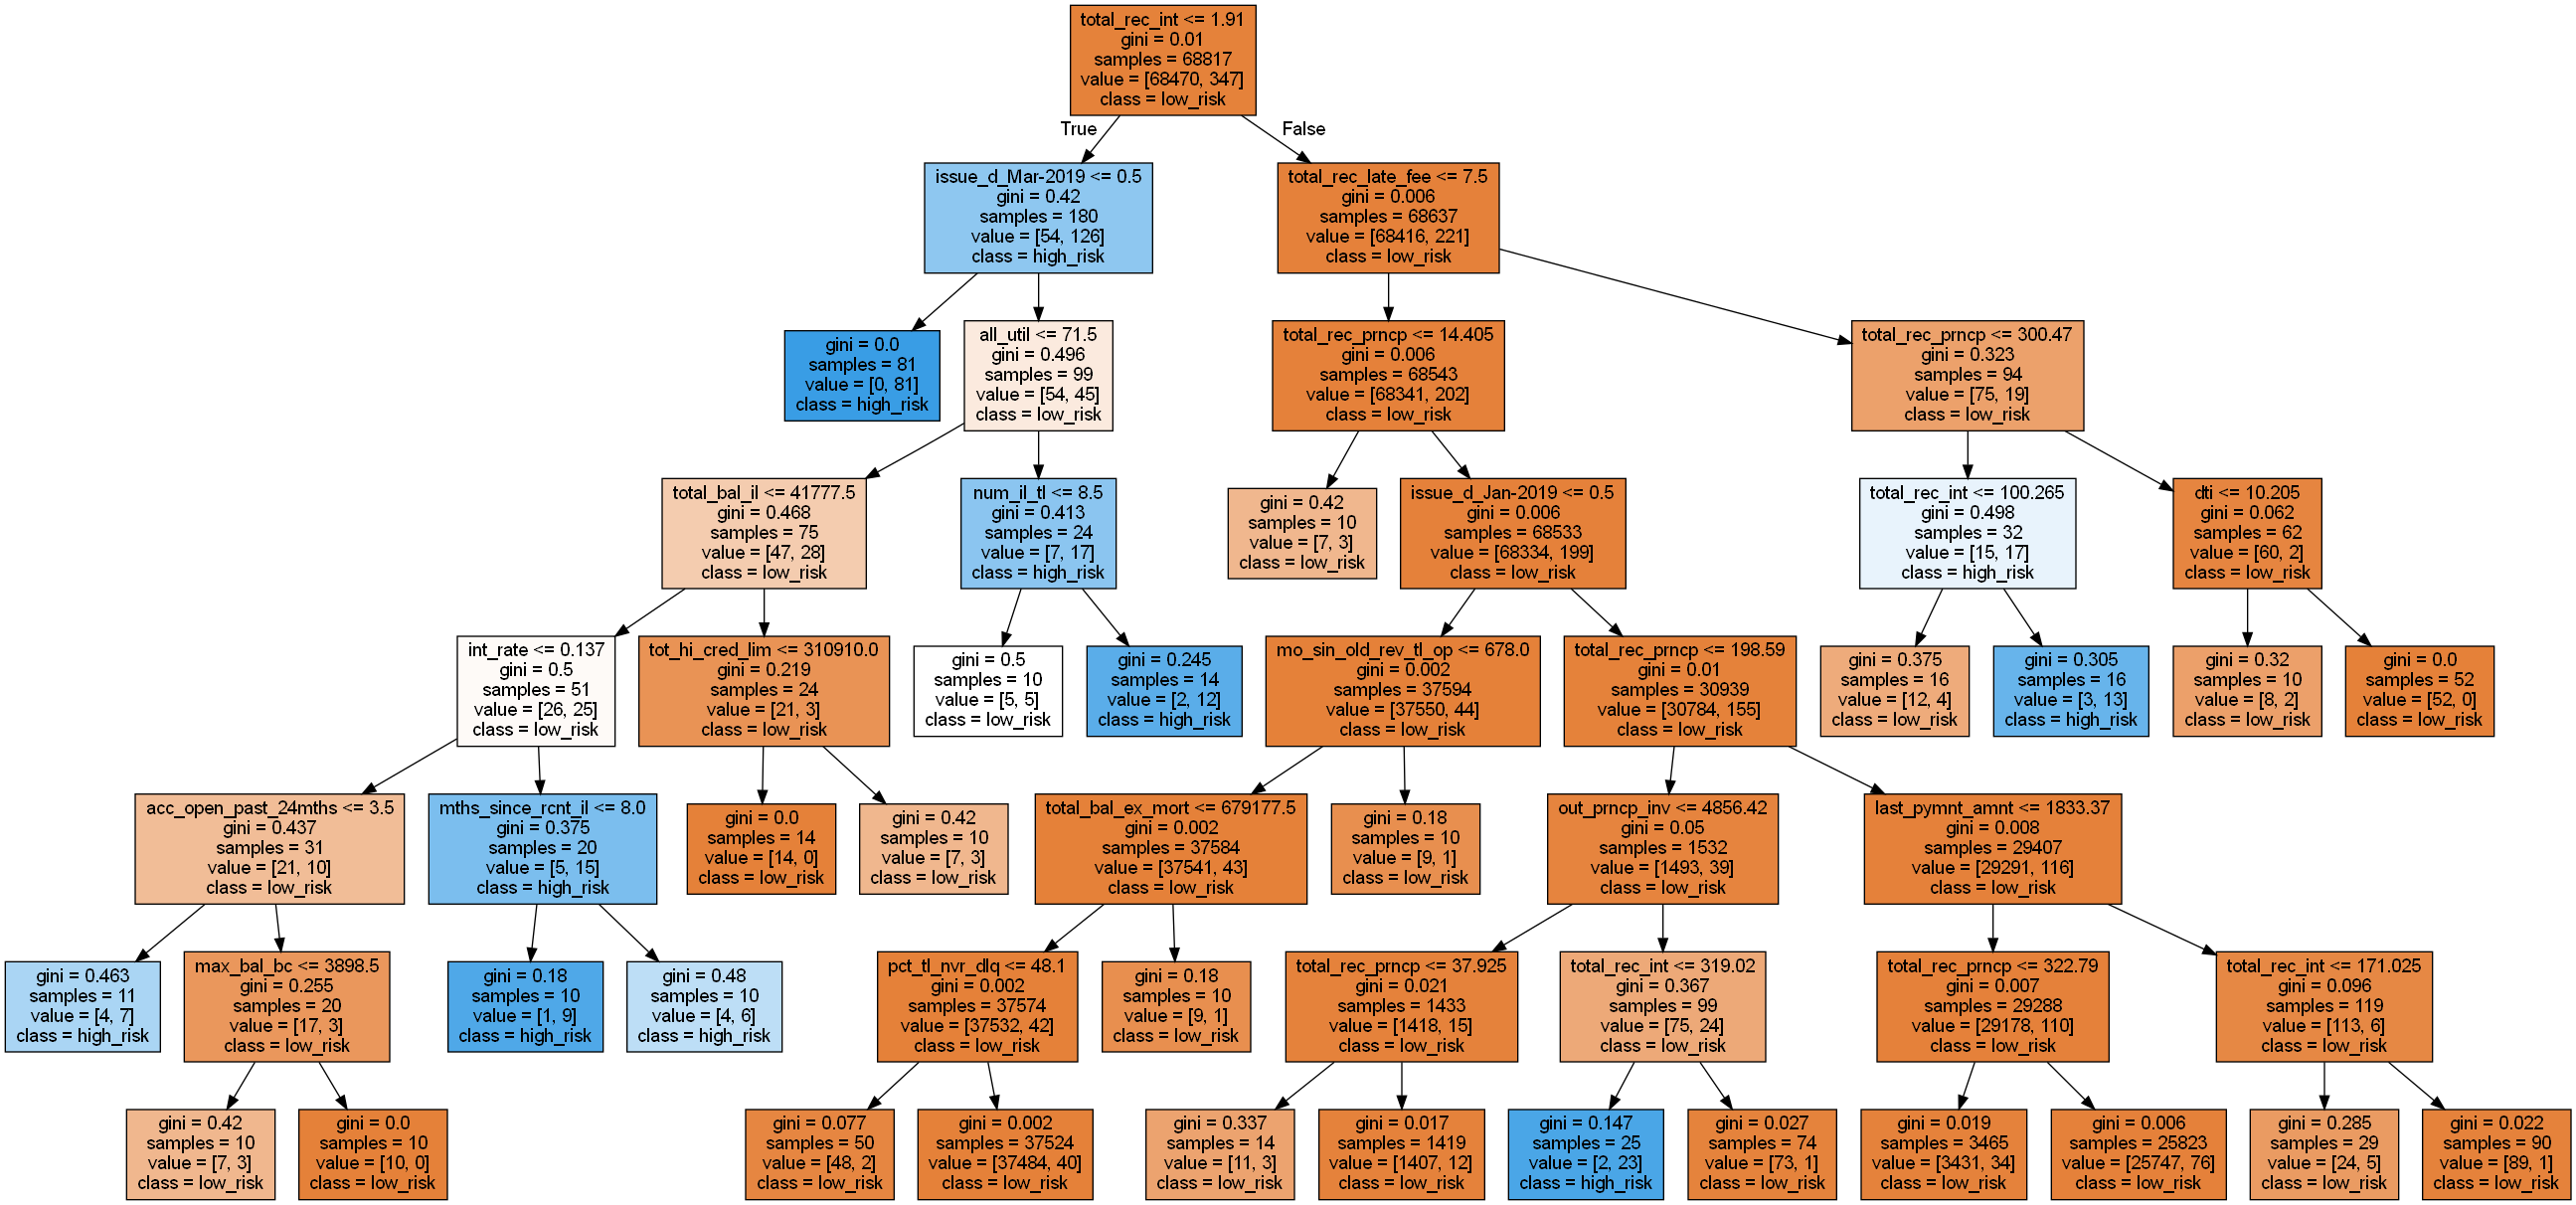 total_rec_int <= 1.91
gini = 0.01
samples = 68817
value = [68470, 347]
class = low_risk
True
False
issue_d_Mar-2019 <= 0.5
gini = 0.42
samples = 180
value = [54, 126]
class = high_risk
total_rec_late_fee <= 7.5
gini = 0.006
samples = 68637
value = [68416, 221]
class = low_risk
gini = 0.0
samples = 81
value = [0, 81]
class = high_risk
all_util <= 71.5
gini = 0.496
samples = 99
value = [54, 45]
class = low_risk
total_rec_prncp <= 14.405
gini = 0.006
samples = 68543
value = [68341, 202]
class = low_risk
total_rec_prncp <= 300.47
gini = 0.323
samples = 94
value = [75, 19]
class = low_risk
total_bal_il <= 41777.5
gini = 0.468
samples = 75
value = [47, 28]
class = low_risk
num_il_tl <= 8.5
gini = 0.413
samples = 24
value = [7, 17]
class = high_risk
gini = 0.42
samples = 10
value = [7, 3]
class = low_risk
issue_d_Jan-2019 <= 0.5
gini = 0.006
samples = 68533
value = [68334, 199]
class = low_risk
total_rec_int <= 100.265
gini = 0.498
samples = 32
value = [15, 17]
class = high_risk
dti <= 10.205
gini = 0.062
samples = 62
value = [60, 2]
class = low_risk
int_rate <= 0.137
gini = 0.5
samples = 51
value = [26, 25]
class = low_risk
tot_hi_cred_lim <= 310910.0
gini = 0.219
samples = 24
value = [21, 3]
class = low_risk
gini = 0.5
samples = 10
value = [5, 5]
class = low_risk
gini = 0.245
samples = 14
value = [2, 12]
class = high_risk
mo_sin_old_rev_tl_op <= 678.0
gini = 0.002
samples = 37594
value = [37550, 44]
class = low_risk
total_rec_prncp <= 198.59
gini = 0.01
samples = 30939
value = [30784, 155]
class = low_risk
gini = 0.375
samples = 16
value = [12, 4]
class = low_risk
gini = 0.305
samples = 16
value = [3, 13]
class = high_risk
gini = 0.32
samples = 10
value = [8, 2]
class = low_risk
gini = 0.0
samples = 52
value = [52, 0]
class = low_risk
acc_open_past_24mths <= 3.5
gini = 0.437
samples = 31
value = [21, 10]
class = low_risk
mths_since_rcnt_il <= 8.0
gini = 0.375
samples = 20
value = [5, 15]
class = high_risk
gini = 0.0
samples = 14
value = [14, 0]
class = low_risk
gini = 0.42
samples = 10
value = [7, 3]
class = low_risk
total_bal_ex_mort <= 679177.5
gini = 0.002
samples = 37584
value = [37541, 43]
class = low_risk
gini = 0.18
samples = 10
value = [9, 1]
class = low_risk
out_prncp_inv <= 4856.42
gini = 0.05
samples = 1532
value = [1493, 39]
class = low_risk
last_pymnt_amnt <= 1833.37
gini = 0.008
samples = 29407
value = [29291, 116]
class = low_risk
gini = 0.463
samples = 11
value = [4, 7]
class = high_risk
max_bal_bc <= 3898.5
gini = 0.255
samples = 20
value = [17, 3]
class = low_risk
gini = 0.18
samples = 10
value = [1, 9]
class = high_risk
gini = 0.48
samples = 10
value = [4, 6]
class = high_risk
pct_tl_nvr_dlq <= 48.1
gini = 0.002
samples = 37574
value = [37532, 42]
class = low_risk
gini = 0.18
samples = 10
value = [9, 1]
class = low_risk
total_rec_prncp <= 37.925
gini = 0.021
samples = 1433
value = [1418, 15]
class = low_risk
total_rec_int <= 319.02
gini = 0.367
samples = 99
value = [75, 24]
class = low_risk
total_rec_prncp <= 322.79
gini = 0.007
samples = 29288
value = [29178, 110]
class = low_risk
total_rec_int <= 171.025
gini = 0.096
samples = 119
value = [113, 6]
class = low_risk
gini = 0.42
samples = 10
value = [7, 3]
class = low_risk
gini = 0.0
samples = 10
value = [10, 0]
class = low_risk
gini = 0.077
samples = 50
value = [48, 2]
class = low_risk
gini = 0.002
samples = 37524
value = [37484, 40]
class = low_risk
gini = 0.337
samples = 14
value = [11, 3]
class = low_risk
gini = 0.017
samples = 1419
value = [1407, 12]
class = low_risk
gini = 0.147
samples = 25
value = [2, 23]
class = high_risk
gini = 0.027
samples = 74
value = [73, 1]
class = low_risk
gini = 0.019
samples = 3465
value = [3431, 34]
class = low_risk
gini = 0.006
samples = 25823
value = [25747, 76]
class = low_risk
gini = 0.285
samples = 29
value = [24, 5]
class = low_risk
gini = 0.022
samples = 90
value = [89, 1]
class = low_risk